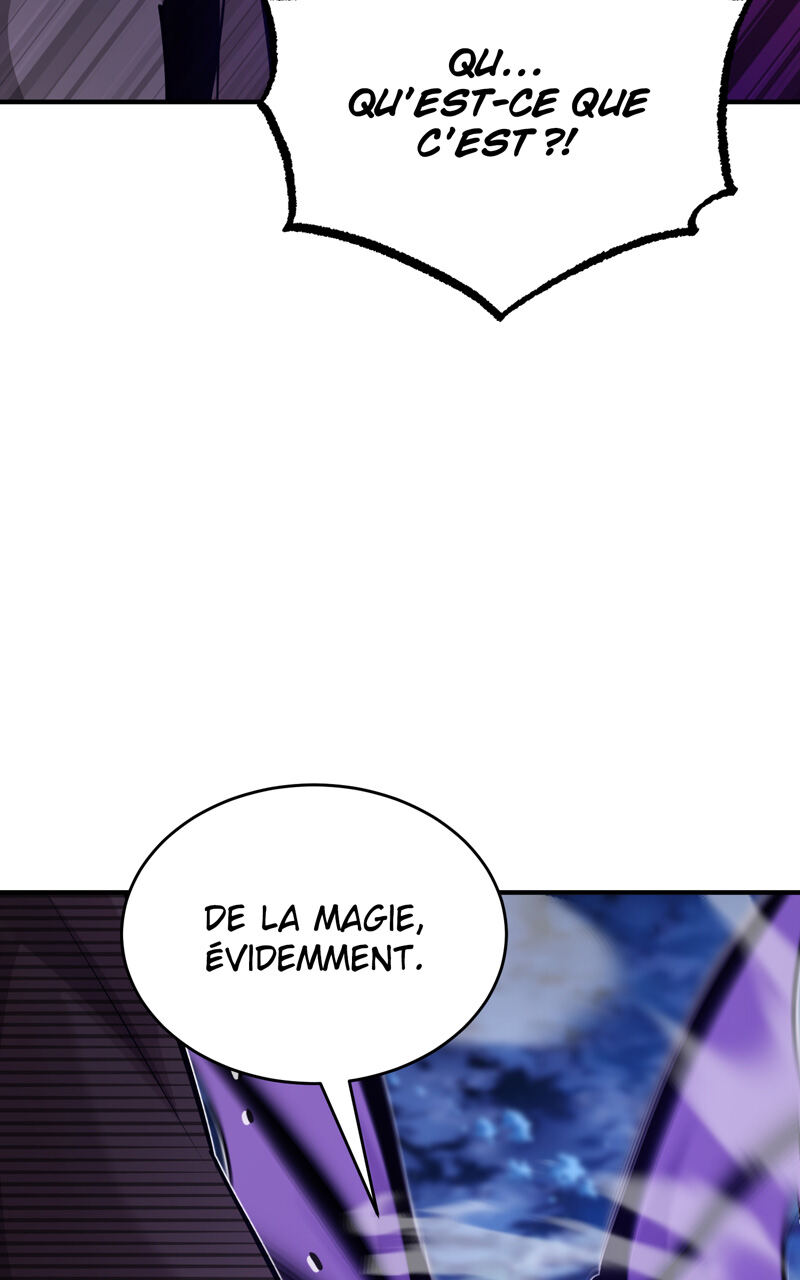 QU...
QU'EST-CE QUE
C'EST ?!
DE LA MAGIE,
ÉVIDEMMENT.